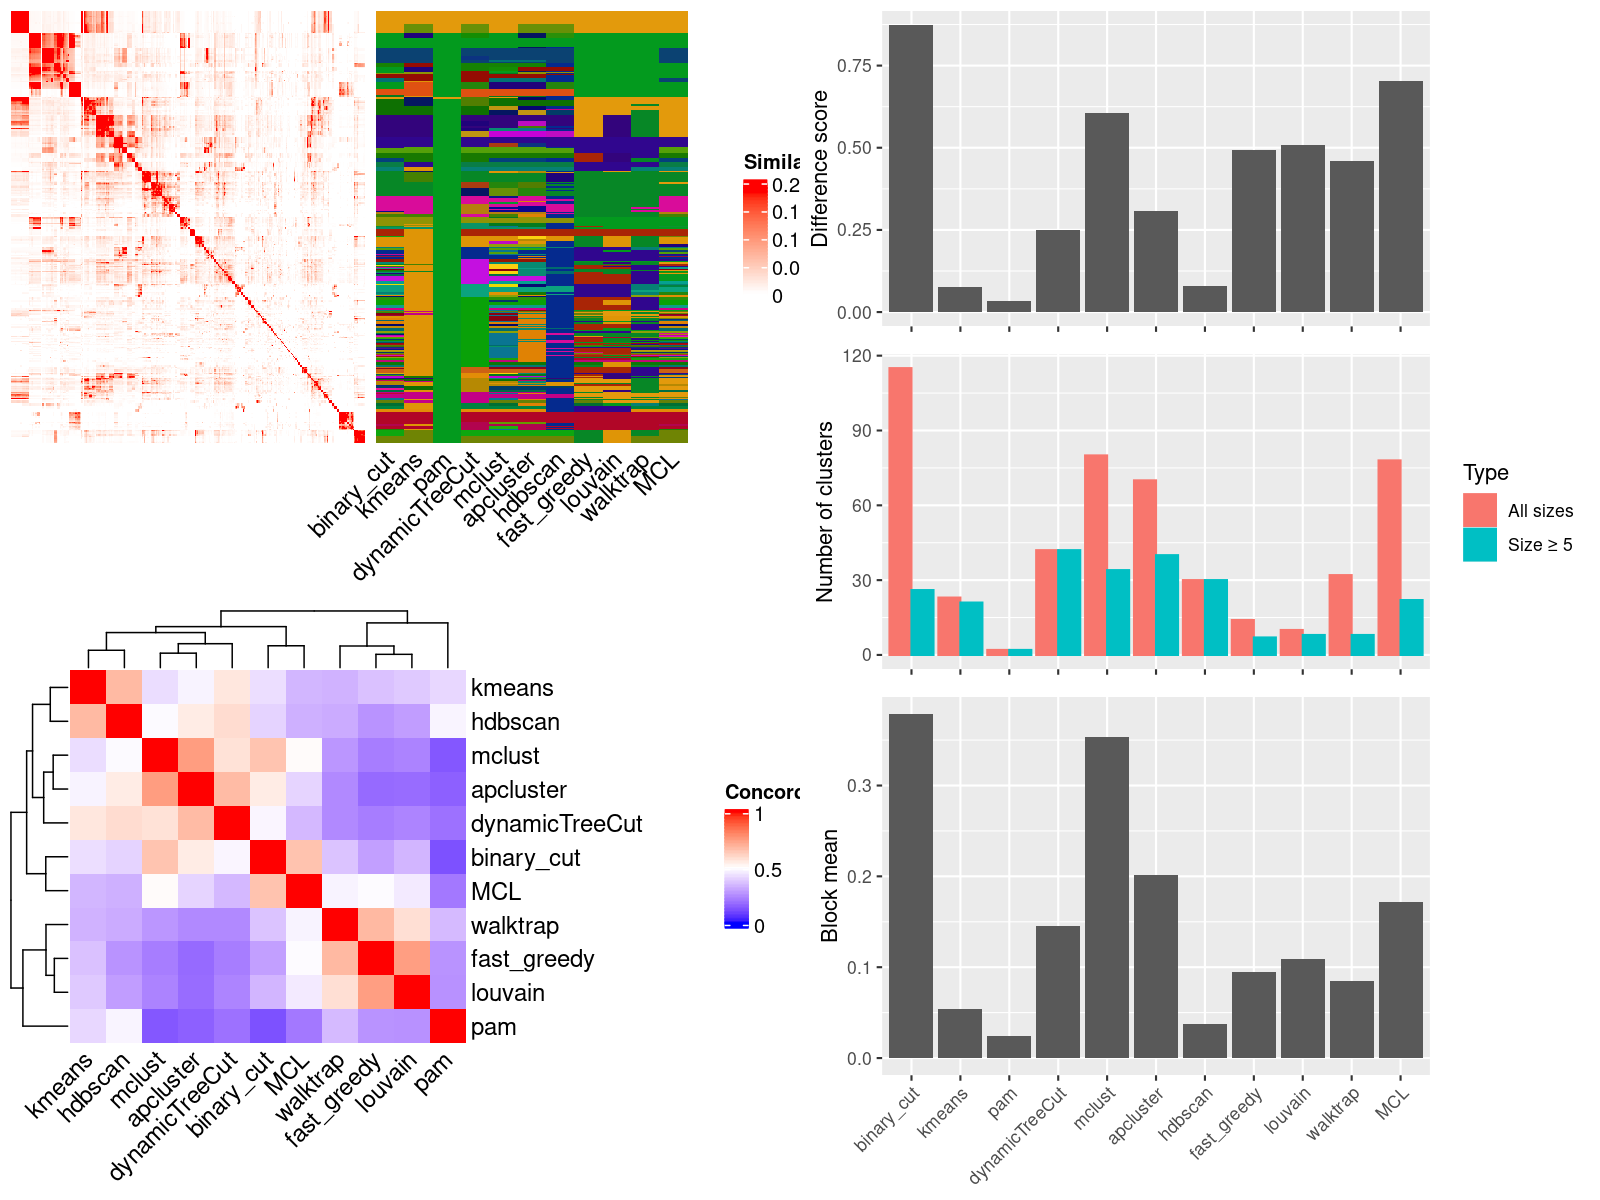 Simila
0.2
0.1
0.1
0.0
0
binary_cut
kmeans
pam
dynamicTreeCut
mclust
apcluster
hdbscan
fast_greedy
louvain
walktrap
MCL
kmeans
hdbscan
mclust
apcluster
dynamicTreeCut
binary_cut
MCL
walktrap
fast_greedy
louvain
pam
kmeans
hdbscan
mclust
apcluster
dynamicTreeCut
binary_cut
MCL
walktrap
fast_greedy
louvain
pam
Concord
1
0.5
0
Difference score
0.75
0.50
0.25
0.00
Number of clusters
120
90
60
30
0
Type
All sizes
Size ≥ 5
Block mean
0.3
0.2
0.1
0.0
binary_cut
kmeans
pam
dynamicTreeCut
mclust
apcluster
hdbscan
fast_greedy
louvain
walktrap
MCL